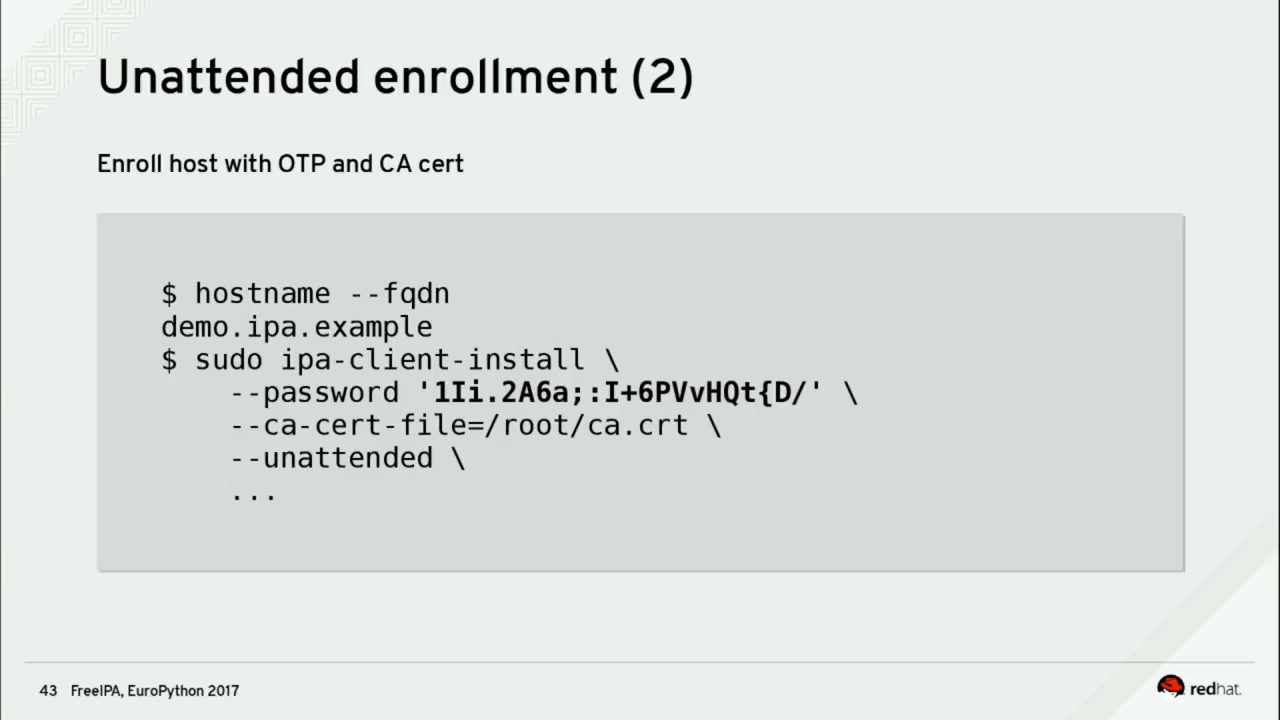 Unattended enrollment (2)
Enroll host with OTP and CA cert
$ hostname --fqdn
demo.ipa.example
$ sudo ipa-client-install \
    --password '1Ii.2A6a;:I+6PVvHQt{D/' \
    --ca-cert-file=/root/ca.crt \
    --unattended \
    ...
43 FreeIPA, EuroPython 2017
redhat.